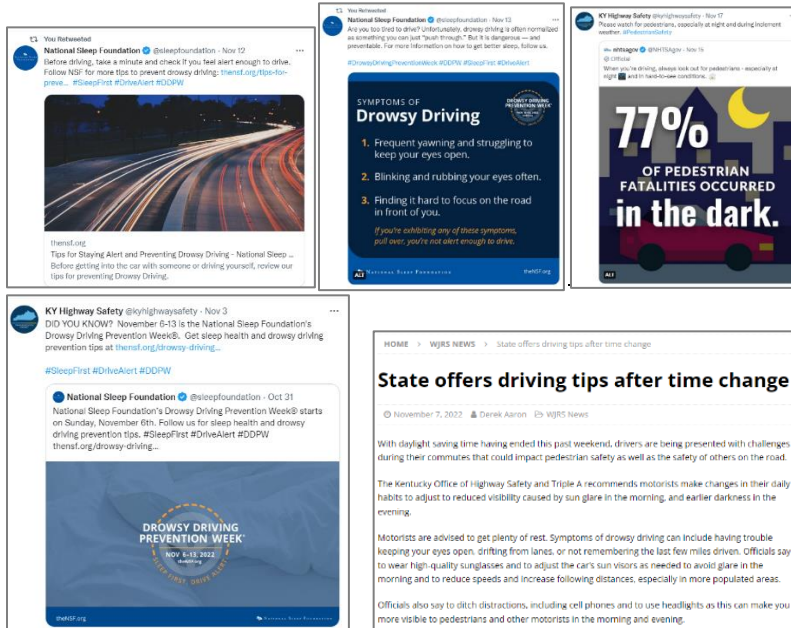 You Retweeted
National Sleep Foundation @sleepfoundation · Nov 12
Before driving, take a minute and check if you feel alert enough to drive.
Follow NSF for more tips to prevent drowsy driving: thensf.org/tips-for-
preve... #SleepFirst #DriveAlert #DDPW
thensf.org
Tips for Staying Alert and Preventing Drowsy Driving - National Sleep ...
Before getting into the car with someone or driving yourself, review our
tips for preventing Drowsy Driving.
You Retweeted
National Sleep Foundation @sleepfoundation · Nov 13
Are you too tired to drive? Unfortunately, drowsy driving is often normalized
as something you can just "push through." But it is dangerous — and
preventable. For more information on how to get better sleep, follow us.
#DrowsyDrivingPreventionWeek #DDPW #SleepFirst #DriveAlert
SYMPTOMS OF
Drowsy Driving
DROWSY DRIVING
PREVENTION WEEK
1. Frequent yawning and struggling to
keep your eyes open.
2. Blinking and rubbing your eyes often.
3. Finding it hard to focus on the road
in front of you.
If you're exhibiting any of these symptoms,
pull over, you're not alert enough to drive.
ALT
NATIONAL SLEEP FOUNDATION
theNSF.org
KY Highway Safety @kyhighwaysafety · Nov 17
Please watch for pedestrians, especially at night and during inclement
weather. #PedestrianSafety
nhtsagov @NHTSAgov · Nov 15
Official
When you're driving, always look out for pedestrians - especially at
night and in hard-to-see conditions.
77%
OF PEDESTRIAN
FATALITIES OCCURRED
in the dark.
ALT
KY Highway Safety @kyhighwaysafety · Nov 3
DID YOU KNOW? November 6-13 is the National Sleep Foundation's
Drowsy Driving Prevention Week®. Get sleep health and drowsy driving
prevention tips at thensf.org/drowsy-driving...
#SleepFirst #DriveAlert #DDPW
National Sleep Foundation @sleepfoundation · Oct 31
National Sleep Foundation's Drowsy Driving Prevention Week® starts
on Sunday, November 6th. Follow us for sleep health and drowsy
driving prevention tips. #SleepFirst #DriveAlert #DDPW
thensf.org/drowsy-driving...
DROWSY DRIVING
PREVENTION WEEK
NOV 6-13, 2022
theNSF.org
SLEEP FIRST. DRIVE ALERT.
theNSF.org
NATIONAL SLEEP FOUNDATION
HOME > WJRS NEWS > State offers driving tips after time change
State offers driving tips after time change
November 7, 2022 Derek Aaron WJRS News
With daylight saving time having ended this past weekend, drivers are being presented with challenges
during their commutes that could impact pedestrian safety as well as the safety of others on the road.
The Kentucky Office of Highway Safety and Triple A recommends motorists make changes in their daily
habits to adjust to reduced visibility caused by sun glare in the morning, and earlier darkness in the
evening.
Motorists are advised to get plenty of rest. Symptoms of drowsy driving can include having trouble
keeping your eyes open, drifting from lanes, or not remembering the last few miles driven. Officials say
to wear high-quality sunglasses and to adjust the car's sun visors as needed to avoid glare in the
morning and to reduce speeds and increase following distances, especially in more populated areas.
Officials also say to ditch distractions, including cell phones and to use headlights as this can make you
more visible to pedestrians and other motorists in the morning and evening.